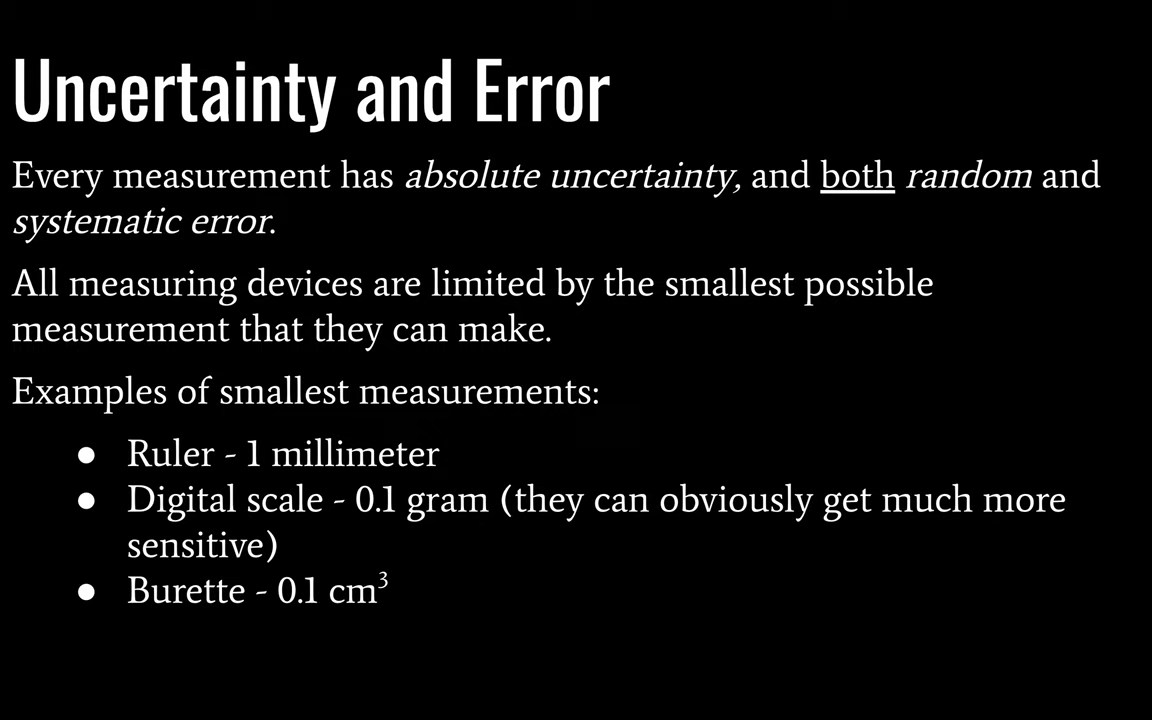 Uncertainty and Error
Every measurement has absolute uncertainty, and both random and
systematic error.
All measuring devices are limited by the smallest possible
measurement that they can make.
Examples of smallest measurements:
● Ruler - 1 millimeter
● Digital scale - 0.1 gram (they can obviously get much more
sensitive)
● Burette - 0.1 cm³